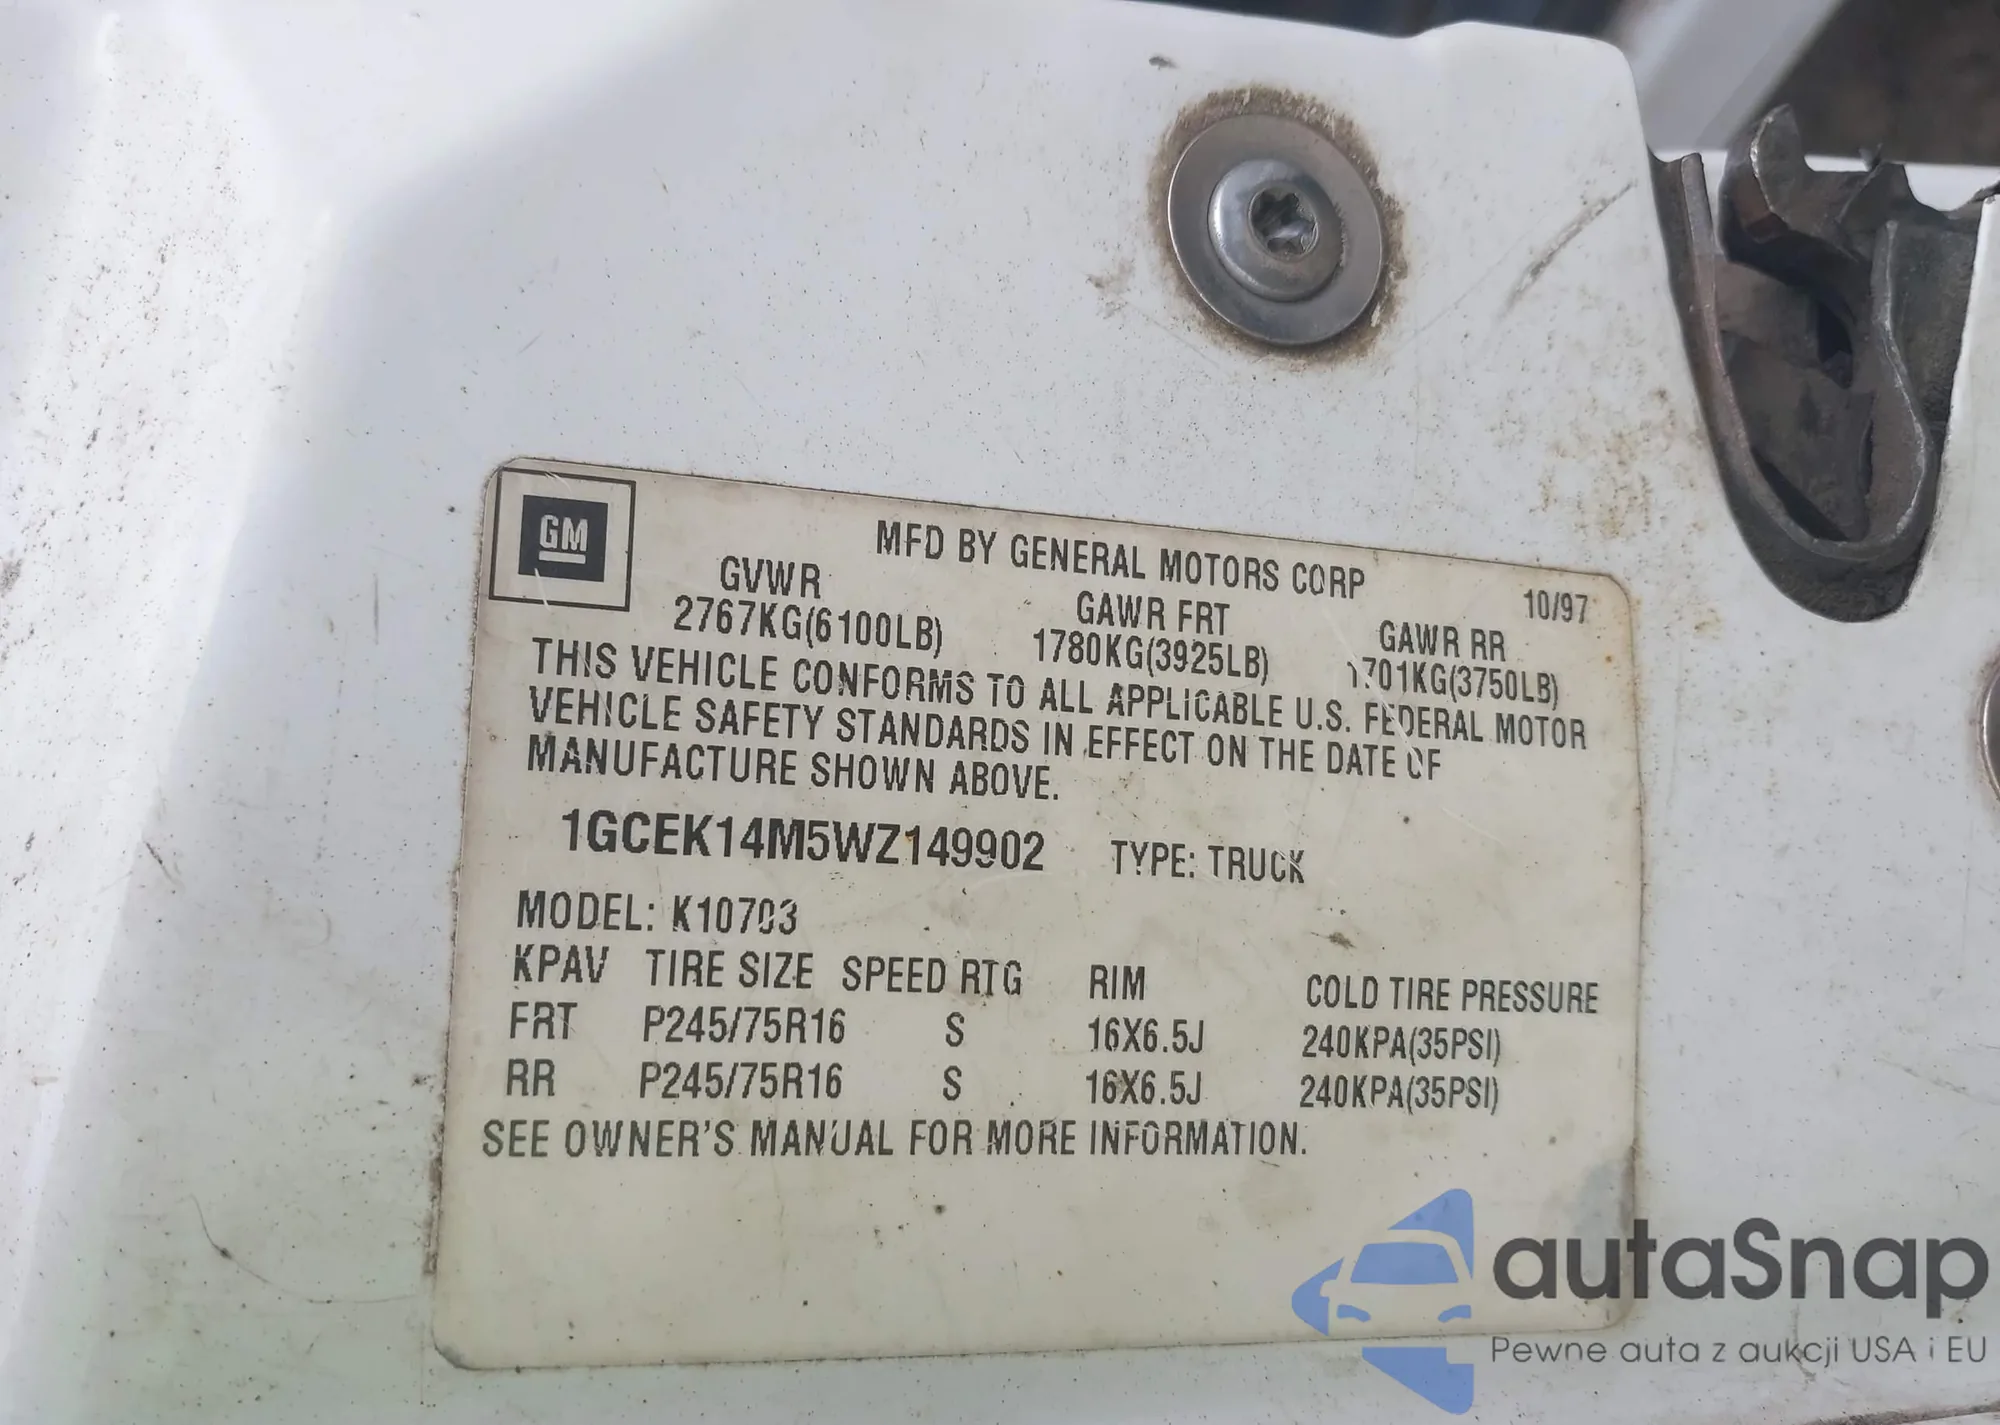 GM
MFD BY GENERAL MOTORS CORP
10/97
GVWR GAWR FRT GAWR RR
2767KG(6100LB) 1780KG(3925LB) 1701KG(3750LB)
THIS VEHICLE CONFORMS TO ALL APPLICABLE U.S. FEDERAL MOTOR
VEHICLE SAFETY STANDARDS IN EFFECT ON THE DATE OF
MANUFACTURE SHOWN ABOVE.
1GCEK14M5WZ149902 TYPE: TRUCK
MODEL: K10703
KPAV TIRE SIZE SPEED RTG RIM COLD TIRE PRESSURE
FRT P245/75R16 S 16X6.5J 240KPA(35PSI)
RR P245/75R16 S 16X6.5J 240KPA(35PSI)
SEE OWNER'S MANUAL FOR MORE INFORMATION.
autaSnap
Pewne auta z aukcji USA i EU